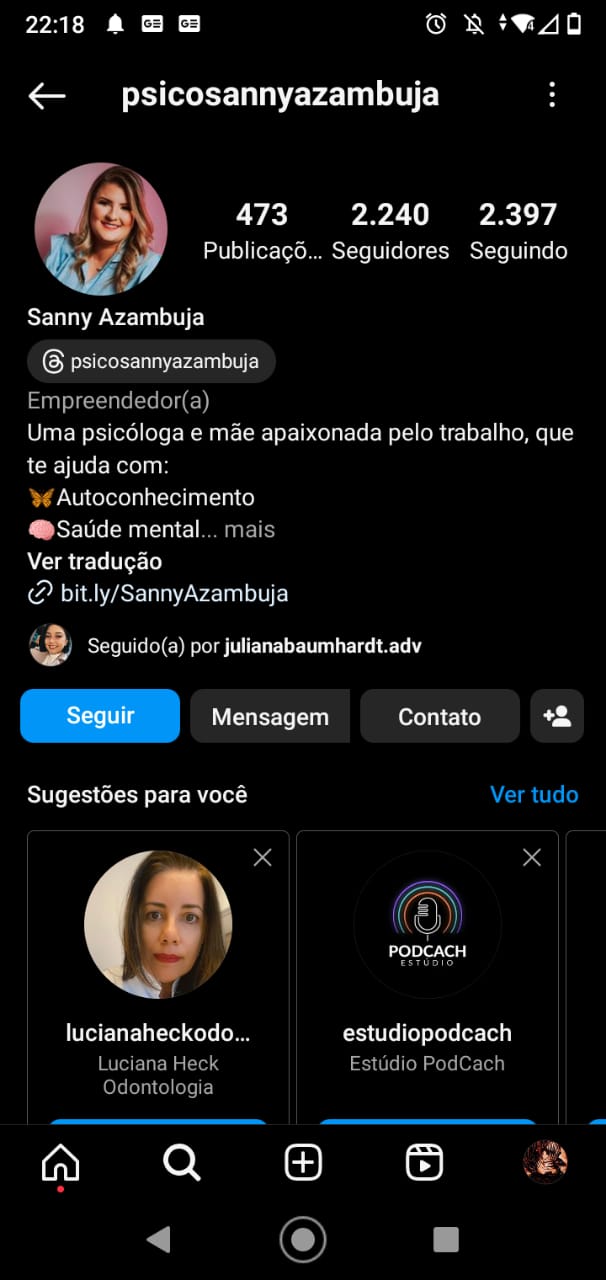 22:18
GE GE
psicosannyazambuja
473 2.240 2.397
Publicaçõ... Seguidores Seguindo
Sanny Azambuja
psicosannyazambuja
Empreendedor(a)
Uma psicóloga e mãe apaixonada pelo trabalho, que
te ajuda com:
🦋Autoconhecimento
🧠Saúde mental... mais
Ver tradução
bit.ly/SannyAzambuja
Seguido(a) por julianabaumhardt.adv
Seguir Mensagem Contato
Sugestões para você Ver tudo
PODCACH
ESTÚDIO
lucianaheckodo... estudiopodcach
Luciana Heck Estúdio PodCach
Odontologia